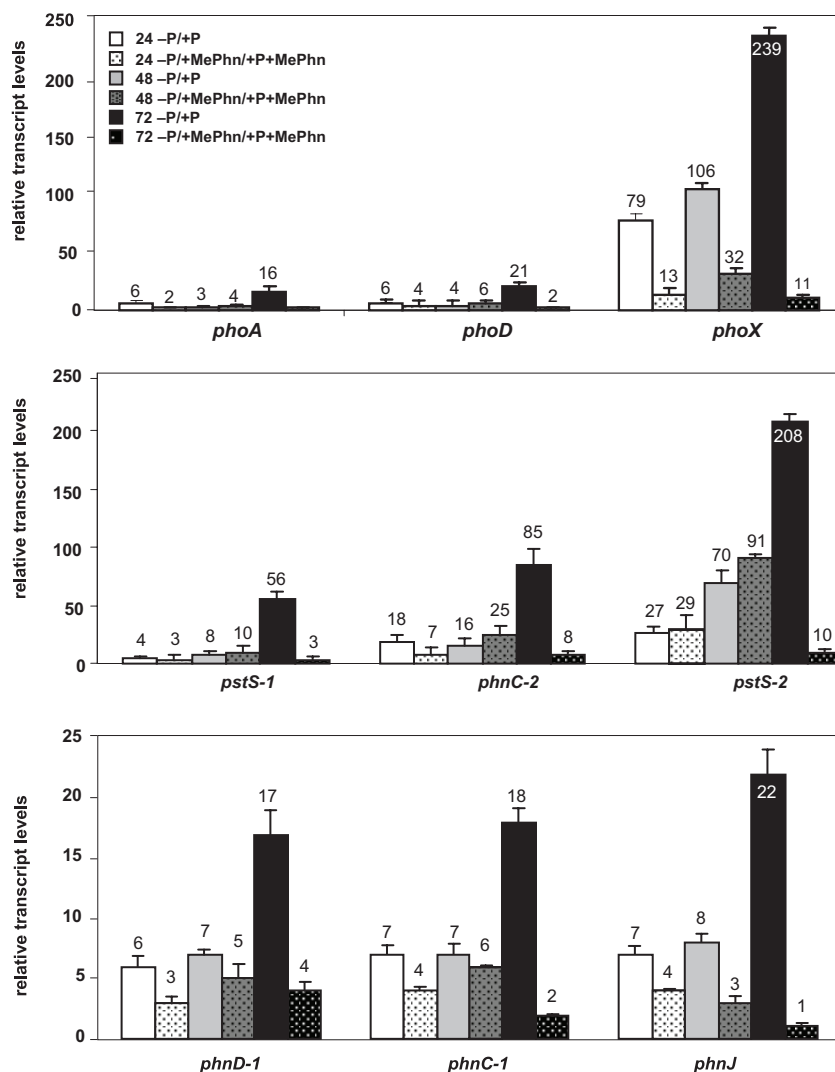 relative transcript levels
250
200
150
100
50
0
24 –P/+P
24 –P/+MePhn/+P+MePhn
48 –P/+P
48 –P/+MePhn/+P+MePhn
72 –P/+P
72 –P/+MePhn/+P+MePhn
6 2 3 4 16
6 4 4 6 21 2
79 13 106 32 239 11
phoA phoD phoX
relative transcript levels
250
200
150
100
50
0
4 3 8 10 56 3
18 7 16 25 85 8
27 29 70 91 208 10
pstS-1 phnC-2 pstS-2
relative transcript levels
25
20
15
10
5
0
6 3 7 5 17 4
7 4 7 6 18 2
7 4 8 3 22 1
phnD-1 phnC-1 phnJ